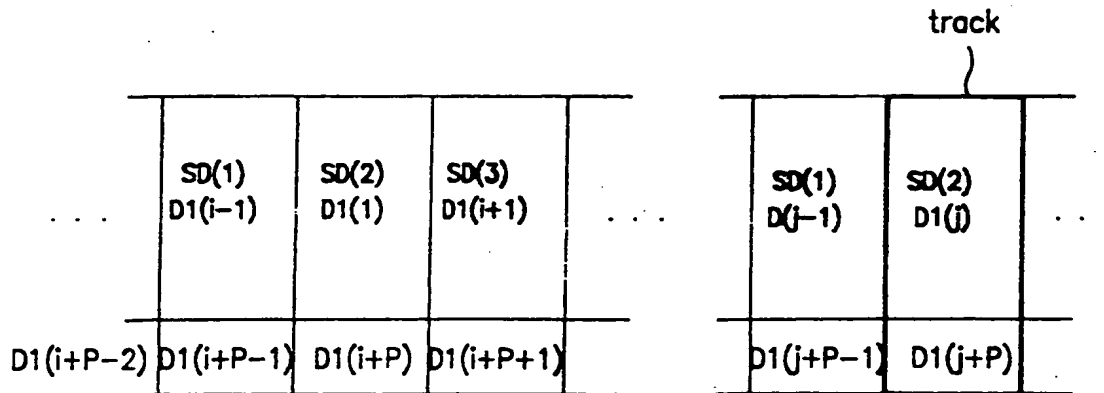 track
SD(1) SD(2) SD(3) SD(1) SD(2)
. . . D1(i-1) D1(1) D1(i+1) . . . D(j-1) D1(j) . .
D1(i+P-2) D1(i+P-1) D1(i+P) D1(i+P+1) D1(j+P-1) D1(j+P)